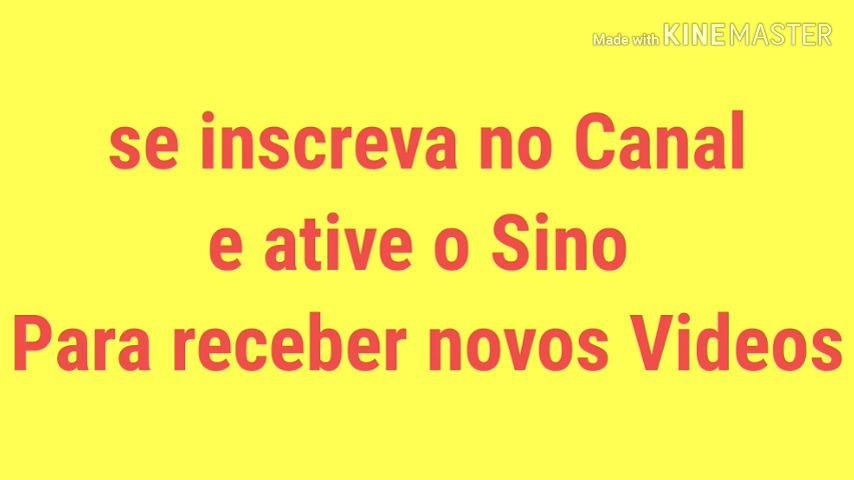 Made with KINEMASTER
se inscreva no Canal
e ative o Sino
Para receber novos Videos